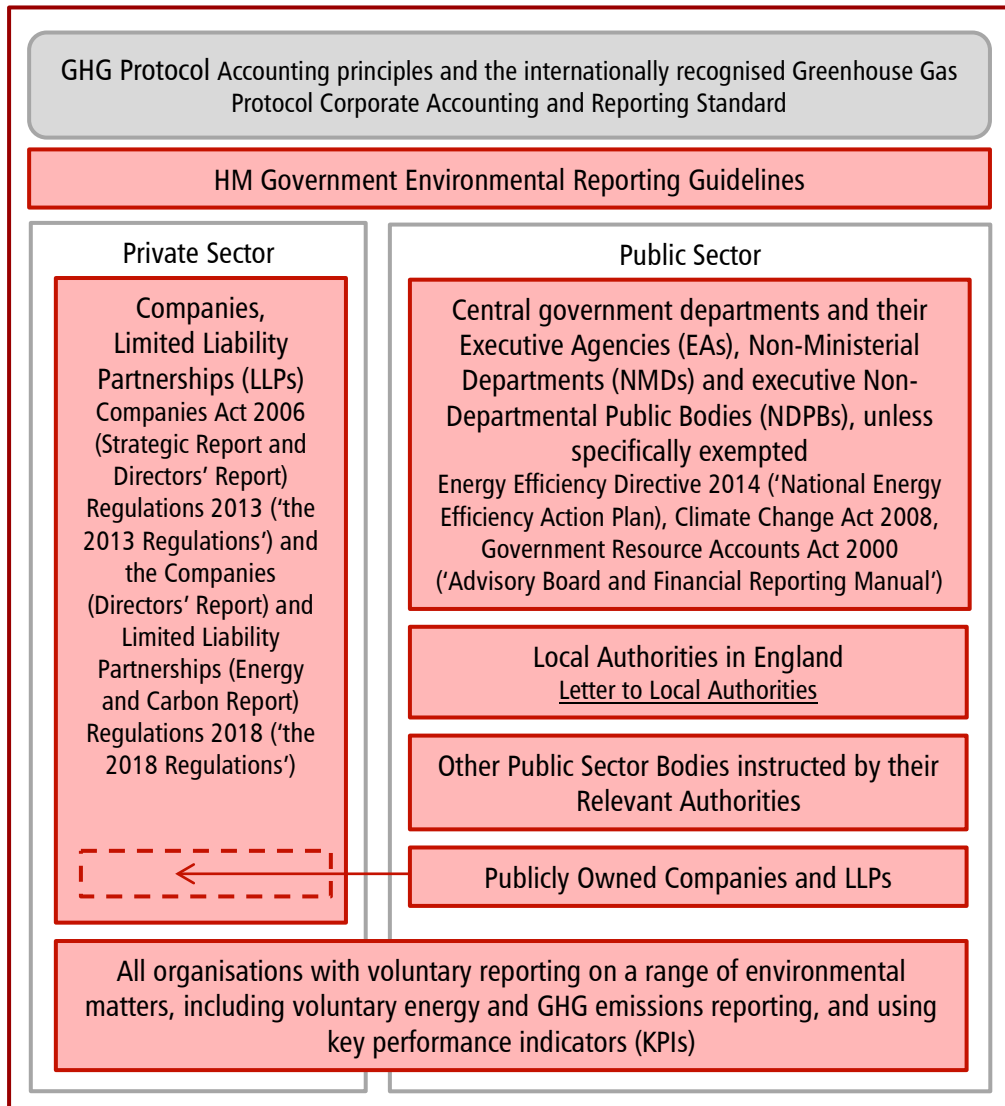 GHG Protocol Accounting principles and the internationally recognised Greenhouse Gas
Protocol Corporate Accounting and Reporting Standard
HM Government Environmental Reporting Guidelines
Private Sector
Companies,
Limited Liability
Partnerships (LLPs)
Companies Act 2006
(Strategic Report and
Directors’ Report)
Regulations 2013 (‘the
2013 Regulations’) and
the Companies
(Directors’ Report) and
Limited Liability
Partnerships (Energy
and Carbon Report)
Regulations 2018 (‘the
2018 Regulations’)
Public Sector
Central government departments and their
Executive Agencies (EAs), Non-Ministerial
Departments (NMDs) and executive Non-
Departmental Public Bodies (NDPBs), unless
specifically exempted
Energy Efficiency Directive 2014 (‘National Energy
Efficiency Action Plan), Climate Change Act 2008,
Government Resource Accounts Act 2000
(‘Advisory Board and Financial Reporting Manual’)
Local Authorities in England
Letter to Local Authorities
Other Public Sector Bodies instructed by their
Relevant Authorities
Publicly Owned Companies and LLPs
All organisations with voluntary reporting on a range of environmental
matters, including voluntary energy and GHG emissions reporting, and using
key performance indicators (KPIs)